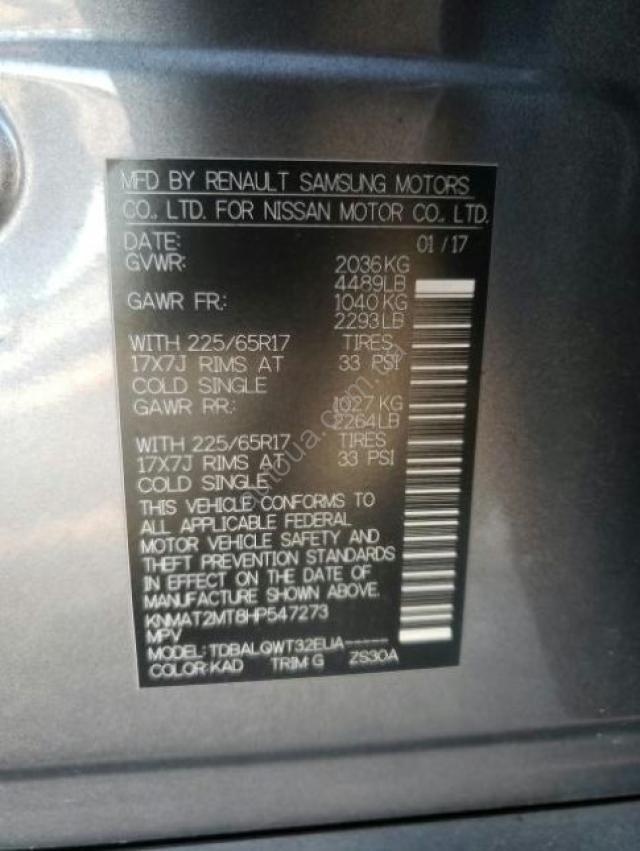 MFD BY RENAULT SAMSUNG MOTORS
CO., LTD. FOR NISSAN MOTOR CO., LTD.
DATE: 01/17
GVWR: 2036KG
4489LB
GAWR FR: 1040KG
2293LB
WITH 225/65R17 TIRES
17X7J RIMS AT 33 PSI
COLD SINGLE
GAWR RR: 1027KG
2264LB
WITH 225/65R17 TIRES
17X7J RIMS AT 33 PSI
COLD SINGLE
THIS VEHICLE CONFORMS TO
ALL APPLICABLE FEDERAL
MOTOR VEHICLE SAFETY AND
THEFT PREVENTION STANDARDS
IN EFFECT ON THE DATE OF
MANUFACTURE SHOWN ABOVE.
KNMAT2MT8HP547273
MPV
MODEL: TDBALQWT32EUA-----
COLOR: KAD TRIM: G ZS30A